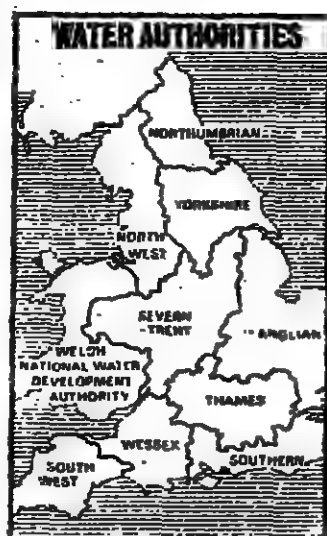 WATER AUTHORITIES
NORTHUMBRIAN
YORKSHIRE
NORTH
WEST
SEVERN
-TRENT
ANGLIAN
WELSH
NATIONAL WATER
DEVELOPMENT
AUTHORITY
THAMES
WESSEX
SOUTHERN
SOUTH
WEST